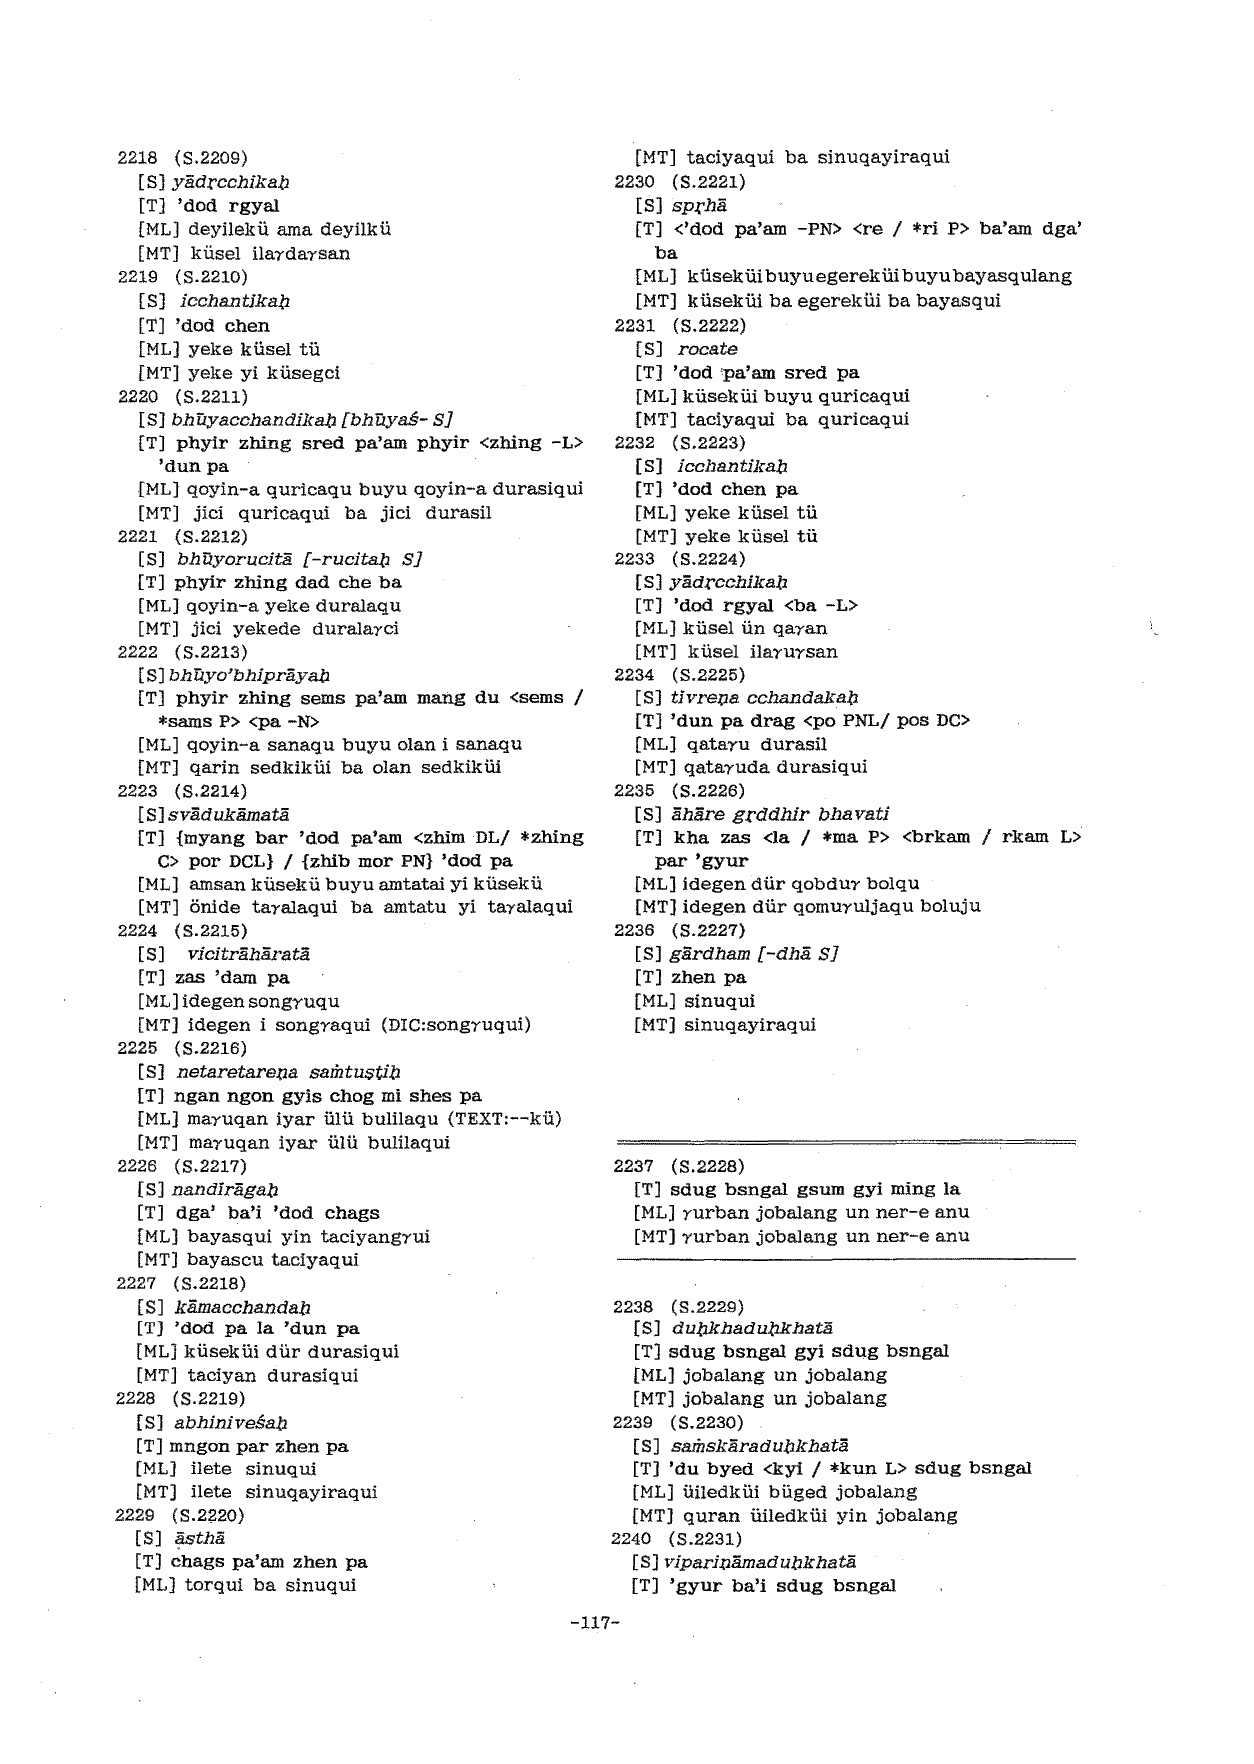 2218 (S.2209)
[S] yādṛcchikaḥ
[T] 'dod rgyal
[ML] deyilekü ama deyilkü
[MT] küsel ilaγdaγsan
2219 (S.2210)
[S] icchantikaḥ
[T] 'dod chen
[ML] yeke küsel tü
[MT] yeke yi küsegci
2220 (S.2211)
[S] bhūyacchandikaḥ [bhūyaś- S]
[T] phyir zhing sred pa'am phyir <zhing -L>
'dun pa
[ML] qoyin-a quricaqu buyu qoyin-a durasiqui
[MT] jici quricaqui ba jici durasil
2221 (S.2212)
[S] bhūyorucitā [-rucitaḥ S]
[T] phyir zhing dad che ba
[ML] qoyin-a yeke duralaqu
[MT] jici yekede duralaγci
2222 (S.2213)
[S] bhūyo'bhiprāyaḥ
[T] phyir zhing sems pa'am mang du <sems /
*sams P> <pa -N>
[ML] qoyin-a sanaqu buyu olan i sanaqu
[MT] qarin sedkiküi ba olan sedkiküi
2223 (S.2214)
[S] svādukāmatā
[T] {myang bar 'dod pa'am <zhim DL/ *zhing
C> por DCL} / {zhib mor PN} 'dod pa
[ML] amsan küsekü buyu amtatai yi küsekü
[MT] önide taγalaqui ba amtatu yi taγalaqui
2224 (S.2215)
[S] vicitrāhāratā
[T] zas 'dam pa
[ML] idegen songγuqu
[MT] idegen i songγaqui (DIC:songγuqui)
2225 (S.2216)
[S] netaretareṇa saṁtuṣṭiḥ
[T] ngan ngon gyis chog mi shes pa
[ML] maγuqan iyar ülü bulilaqu (TEXT:--kü)
[MT] maγuqan iyar ülü bulilaqui
2226 (S.2217)
[S] nandīrāgaḥ
[T] dga' ba'i 'dod chags
[ML] bayasqui yin taciyangγui
[MT] bayascu taciyaqui
2227 (S.2218)
[S] kāmacchandaḥ
[T] 'dod pa la 'dun pa
[ML] küseküi dür durasiqui
[MT] taciyan durasiqui
2228 (S.2219)
[S] abhiniveśaḥ
[T] mngon par zhen pa
[ML] ilete sinuqui
[MT] ilete sinuqayiraqui
2229 (S.2220)
[S] āsthā
[T] chags pa'am zhen pa
[ML] torqui ba sinuqui
[MT] taciyaqui ba sinuqayiraqui
2230 (S.2221)
[S] spṛhā
[T] <'dod pa'am -PN> <re / *ri P> ba'am dga'
ba
[ML] küseküi buyu egereküi buyu bayasqulang
[MT] küseküi ba egereküi ba bayasqui
2231 (S.2222)
[S] rocate
[T] 'dod pa'am sred pa
[ML] küseküi buyu quricaqui
[MT] taciyaqui ba quricaqui
2232 (S.2223)
[S] icchantikaḥ
[T] 'dod chen pa
[ML] yeke küsel tü
[MT] yeke küsel tü
2233 (S.2224)
[S] yādṛcchikaḥ
[T] 'dod rgyal <ba -L>
[ML] küsel ün qaγan
[MT] küsel ilaγuγsan
2234 (S.2225)
[S] tivreṇa cchandakaḥ
[T] 'dun pa drag <po PNL/ pos DC>
[ML] qataγu durasil
[MT] qataγuda durasiqui
2235 (S.2226)
[S] āhāre gṛddhir bhavati
[T] kha zas <la / *ma P> <brkam / rkam L>
par 'gyur
[ML] idegen dür qobduγ bolqu
[MT] idegen dür qomuγuljaqu boluju
2236 (S.2227)
[S] gārdham [-dhā S]
[T] zhen pa
[ML] sinuqui
[MT] sinuqayiraqui
2237 (S.2228)
[T] sdug bsngal gsum gyi ming la
[ML] γurban jobalang un ner-e anu
[MT] γurban jobalang un ner-e anu
2238 (S.2229)
[S] duḥkhaduḥkhatā
[T] sdug bsngal gyi sdug bsngal
[ML] jobalang un jobalang
[MT] jobalang un jobalang
2239 (S.2230)
[S] saṁskāraduḥkhatā
[T] 'du byed <kyi / *kun L> sdug bsngal
[ML] üiledküi büged jobalang
[MT] quran üiledküi yin jobalang
2240 (S.2231)
[S] vipariṇāmaduḥkhatā
[T] 'gyur ba'i sdug bsngal
-117-